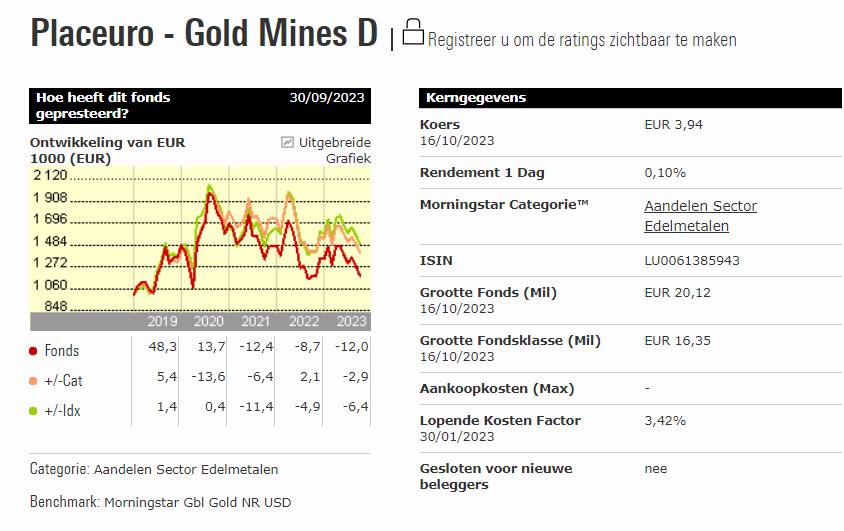 Placeuro - Gold Mines D | Registreer u om de ratings zichtbaar te maken
Hoe heeft dit fonds gepresteerd? 30/09/2023
Ontwikkeling van EUR 1000 (EUR)
Uitgebreide Grafiek
2 120
1 908
1 696
1 484
1 272
1 060
848
2019 2020 2021 2022 2023
Fonds 48,3 13,7 -12,4 -8,7 -12,0
+/-Cat 5,4 -13,6 -6,4 2,1 -2,9
+/-Idx 1,4 0,4 -11,4 -4,9 -6,4
Categorie: Aandelen Sector Edelmetalen
Benchmark: Morningstar Gbl Gold NR USD
Kerngegevens
Koers EUR 3,94
16/10/2023
Rendement 1 Dag 0,10%
Morningstar Categorie™ Aandelen Sector
Edelmetalen
ISIN LU0061385943
Grootte Fonds (Mil) EUR 20,12
16/10/2023
Grootte Fondsklasse (Mil) EUR 16,35
16/10/2023
Aankoopkosten (Max) -
Lopende Kosten Factor 3,42%
30/01/2023
Gesloten voor nieuwe nee
beleggers